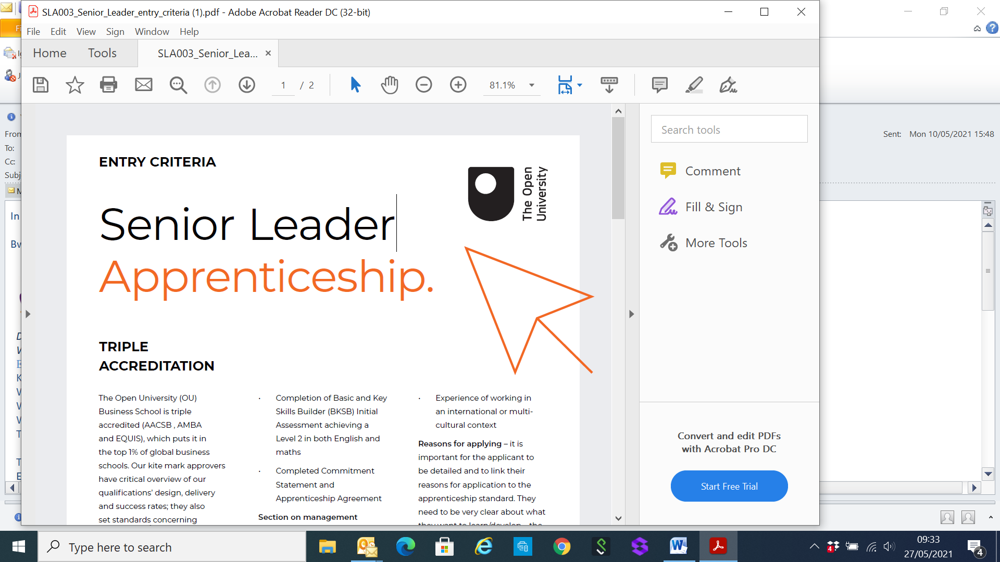 SLA003_Senior_Leader_entry_criteria (1).pdf - Adobe Acrobat Reader DC (32-bit)
File Edit View Sign Window Help
Home Tools SLA003_Senior_Lea...
1 / 2 81.1%
From
To:
Cc:
Subj
Sent: Mon 10/05/2021 15:48
In
Search tools
Comment
Fill & Sign
More Tools
Convert and edit PDFs
with Acrobat Pro DC
Start Free Trial
ENTRY CRITERIA
The Open
University
Senior Leader
Apprenticeship.
TRIPLE
ACCREDITATION
The Open University (OU)
Business School is triple
accredited (AACSB , AMBA
and EQUIS), which puts it in
the top 1% of global business
schools. Our kite mark approvers
have critical overview of our
qualifications' design, delivery
and success rates; they also
set standards concerning
• Completion of Basic and Key
Skills Builder (BKSB) Initial
Assessment achieving a
Level 2 in both English and
maths
• Completed Commitment
Statement and
Apprenticeship Agreement
Section on management
• Experience of working in
an international or multi-
cultural context
Reasons for applying – it is
important for the applicant to
be detailed and to link their
reasons for application to the
apprenticeship standard. They
need to be very clear about what
they want to learn/develop – the
Type here to search
4
09:33
27/05/2021
4